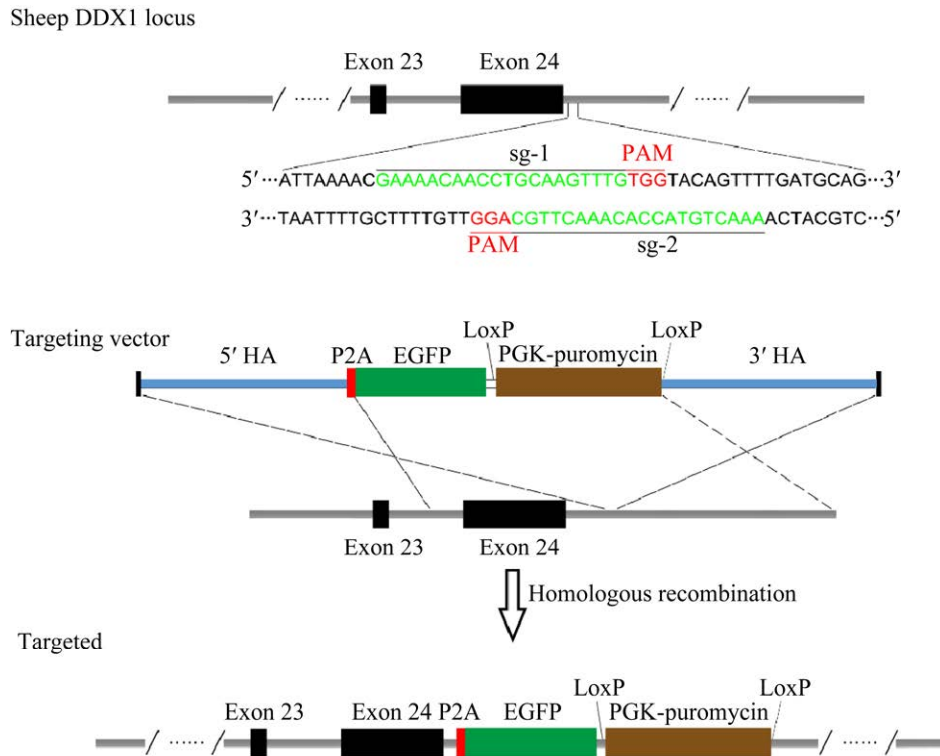 Sheep DDX1 locus
Exon 23 Exon 24
/ ······ / / ······ /
sg-1 PAM
5′···ATTAAAACGAAAACAACCTGCAAGTTTGTGGTACAGTTTTGATGCAG···3′
3′···TAATTTTGCTTTTGTTGGACGTTCAAACACCATGTCAAAACTACGTC···5′
PAM sg-2
Targeting vector
5′ HA P2A EGFP LoxP PGK-puromycin LoxP 3′ HA
Exon 23 Exon 24
Homologous recombination
Targeted
Exon 23 Exon 24 P2A EGFP LoxP PGK-puromycin LoxP
/ ······ / / ······ /